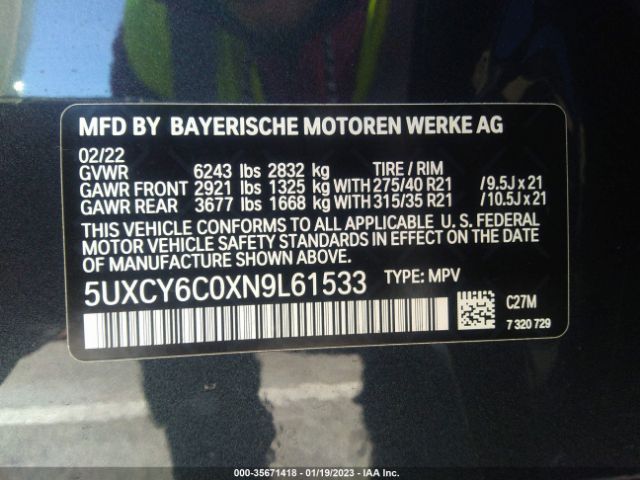 MFD BY BAYERISCHE MOTOREN WERKE AG
02/22
GVWR 6243 lbs 2832 kg TIRE / RIM
GAWR FRONT 2921 lbs 1325 kg WITH 275/40 R21 / 9.5J x 21
GAWR REAR 3677 lbs 1668 kg WITH 315/35 R21 / 10.5J x 21
THIS VEHICLE CONFORMS TO ALL APPLICABLE U. S. FEDERAL
MOTOR VEHICLE SAFETY STANDARDS IN EFFECT ON THE DATE
OF MANUFACTURE SHOWN ABOVE.
5UXCY6C0XN9L61533 TYPE: MPV
C27M
7 320 729
CRASHED TOYS - 35671418 - 01/19/2023 - IAA Inc.